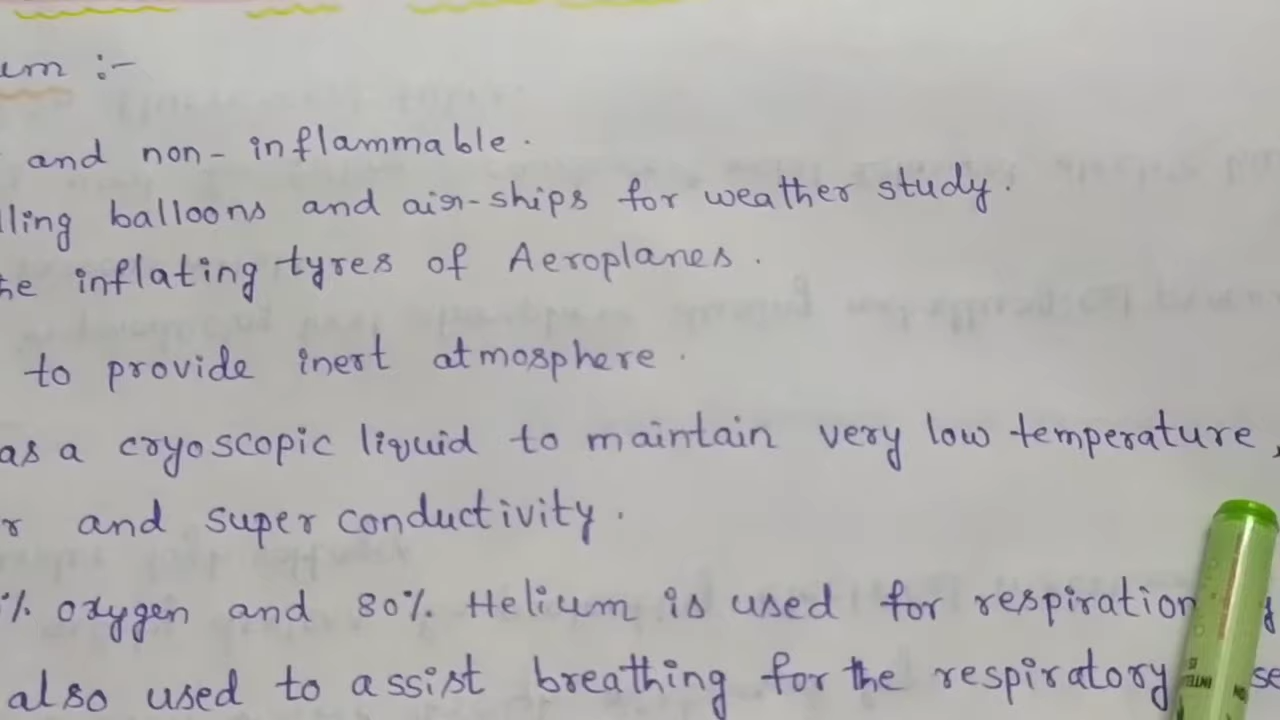 um :-
and non-inflammable.
lling balloons and air-ships for weather study.
he inflating tyres of Aeroplanes.
to provide inert atmosphere.
as a cryoscopic liquid to maintain very low temperature,
r and super conductivity.
% oxygen and 80% Helium is used for respiration
also used to assist breathing for the respiratory